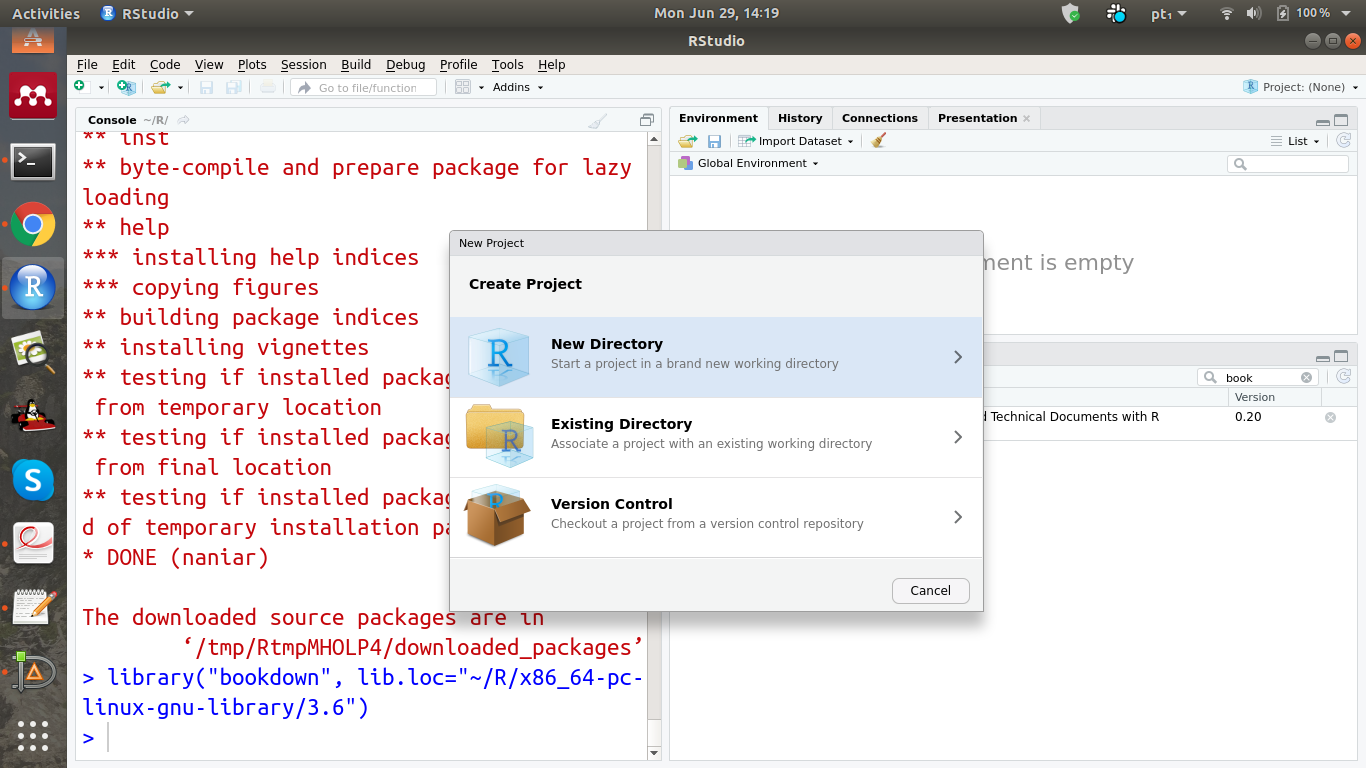 Activities
RStudio
Mon Jun 29, 14:19
pt₁
100 %
RStudio
File Edit Code View Plots Session Build Debug Profile Tools Help
Go to file/function
Addins
Project: (None)
Console ~/R/
** inst
** byte-compile and prepare package for lazy
loading
** help
*** installing help indices
*** copying figures
** building package indices
** installing vignettes
** testing if installed packag
from temporary location
** testing if installed packag
from final location
** testing if installed packag
d of temporary installation pa
* DONE (naniar)
The downloaded source packages are in
‘/tmp/RtmpMHOLP4/downloaded_packages’
> library("bookdown", lib.loc="~/R/x86_64-pc-
linux-gnu-library/3.6")
>
Environment History Connections Presentation
Import Dataset
List
Global Environment
ment is empty
book
Version
d Technical Documents with R 0.20
New Project
Create Project
New Directory
Start a project in a brand new working directory
Existing Directory
Associate a project with an existing working directory
Version Control
Checkout a project from a version control repository
Cancel